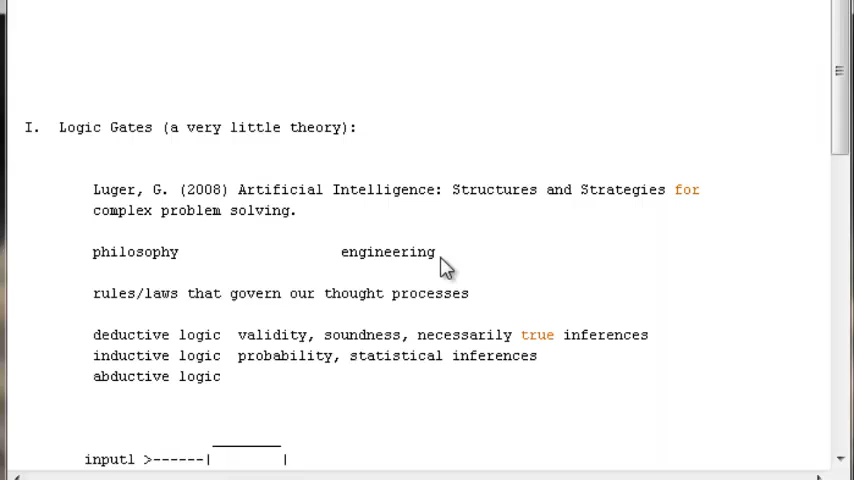 I.  Logic Gates (a very little theory):
Luger, G. (2008) Artificial Intelligence: Structures and Strategies for
complex problem solving.
philosophy                   engineering
rules/laws that govern our thought processes
deductive logic  validity, soundness, necessarily true inferences
inductive logic  probability, statistical inferences
abductive logic
input1 >------|         |